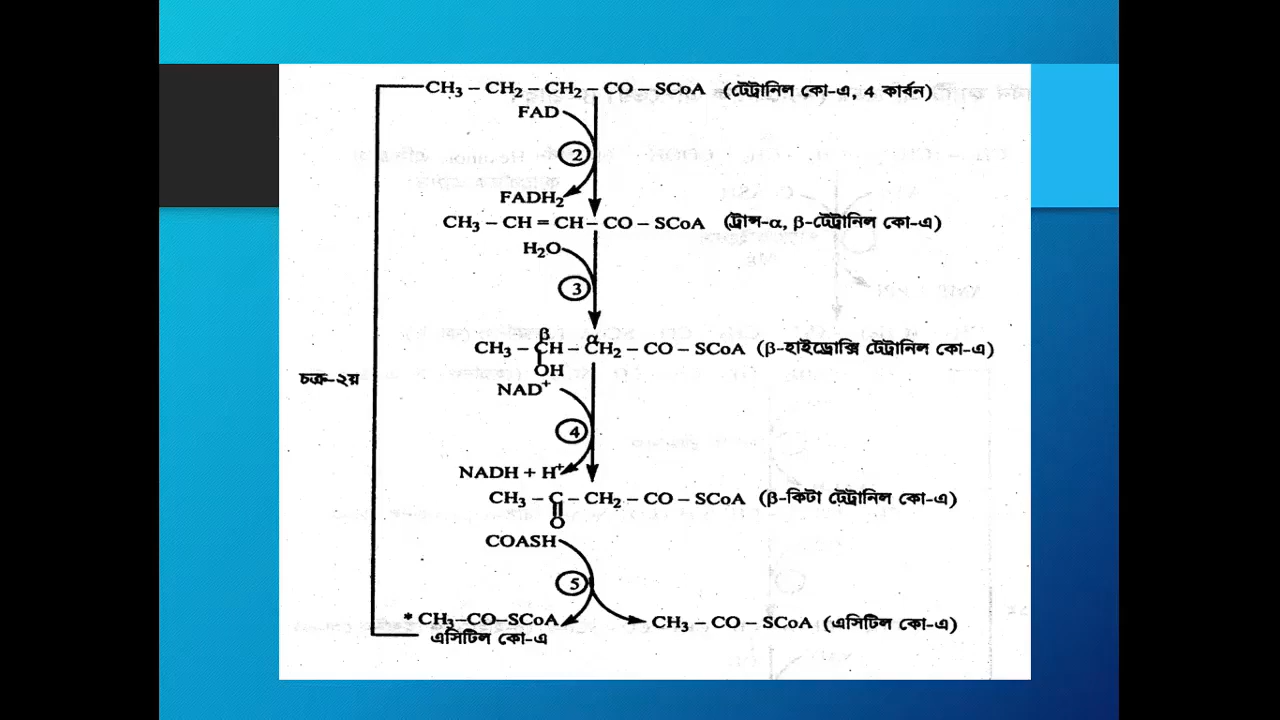 CH₃ – CH₂ – CH₂ – CO – SCoA (টেট্রানিল কো-এ, 4 কার্বন)
FAD
2
FADH₂
CH₃ – CH = CH – CO – SCoA (ট্রান্স-α, β-টেট্রানিল কো-এ)
H₂O
3
β α
CH₃ – CH – CH₂ – CO – SCoA (β-হাইড্রোক্সি টেট্রানিল কো-এ)
OH
চক্র-২য়
NAD⁺
4
NADH + H⁺
CH₃ – C – CH₂ – CO – SCoA (β-কিটা টেট্রানিল কো-এ)
O
COASH
5
* CH₃–CO–SCoA
এসিটিল কো-এ
CH₃ – CO – SCoA (এসিটিল কো-এ)